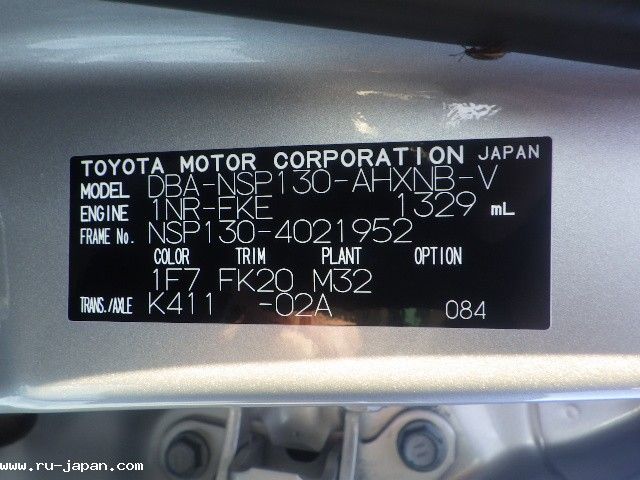 TOYOTA MOTOR CORPORATION JAPAN
MODEL DBA-NSP130-AHXNB-V
ENGINE 1NR-FKE 1329 mL
FRAME No. NSP130-4021952
COLOR TRIM PLANT OPTION
1F7 FK20 M32
TRANS./AXLE K411 -02A 084
www.ru-japan.com